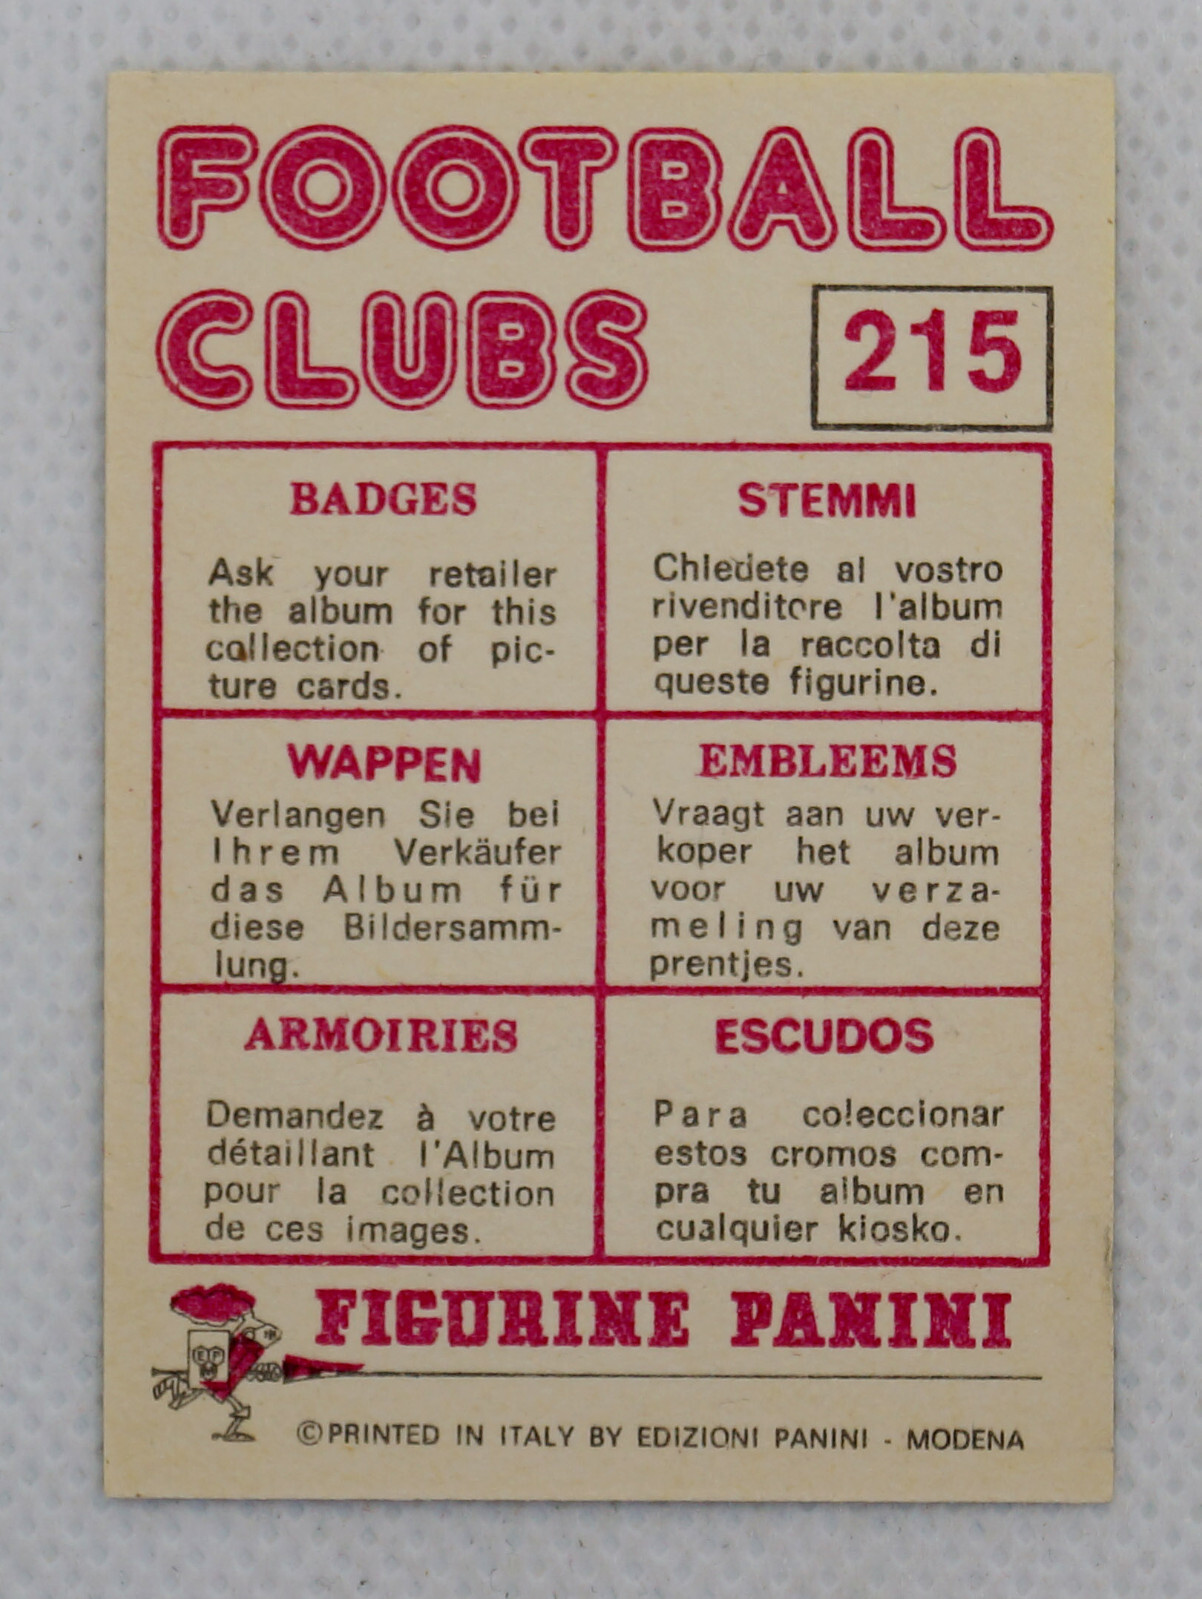 FOOTBALL
CLUBS
215
BADGES
Ask your retailer
the album for this
collection of pic-
ture cards.
STEMMI
Chiedete al vostro
rivenditore l'album
per la raccolta di
queste figurine.
WAPPEN
Verlangen Sie bei
Ihrem Verkäufer
das Album für
diese Bildersamm-
lung.
EMBLEEMS
Vraagt aan uw ver-
koper het album
voor uw verza-
meling van deze
prentjes.
ARMOIRIES
Demandez à votre
détaillant l'Album
pour la collection
de ces images.
ESCUDOS
Para coleccionar
estos cromos com-
pra tu album en
cualquier kiosko.
FIGURINE PANINI
EPM
©PRINTED IN ITALY BY EDIZIONI PANINI - MODENA